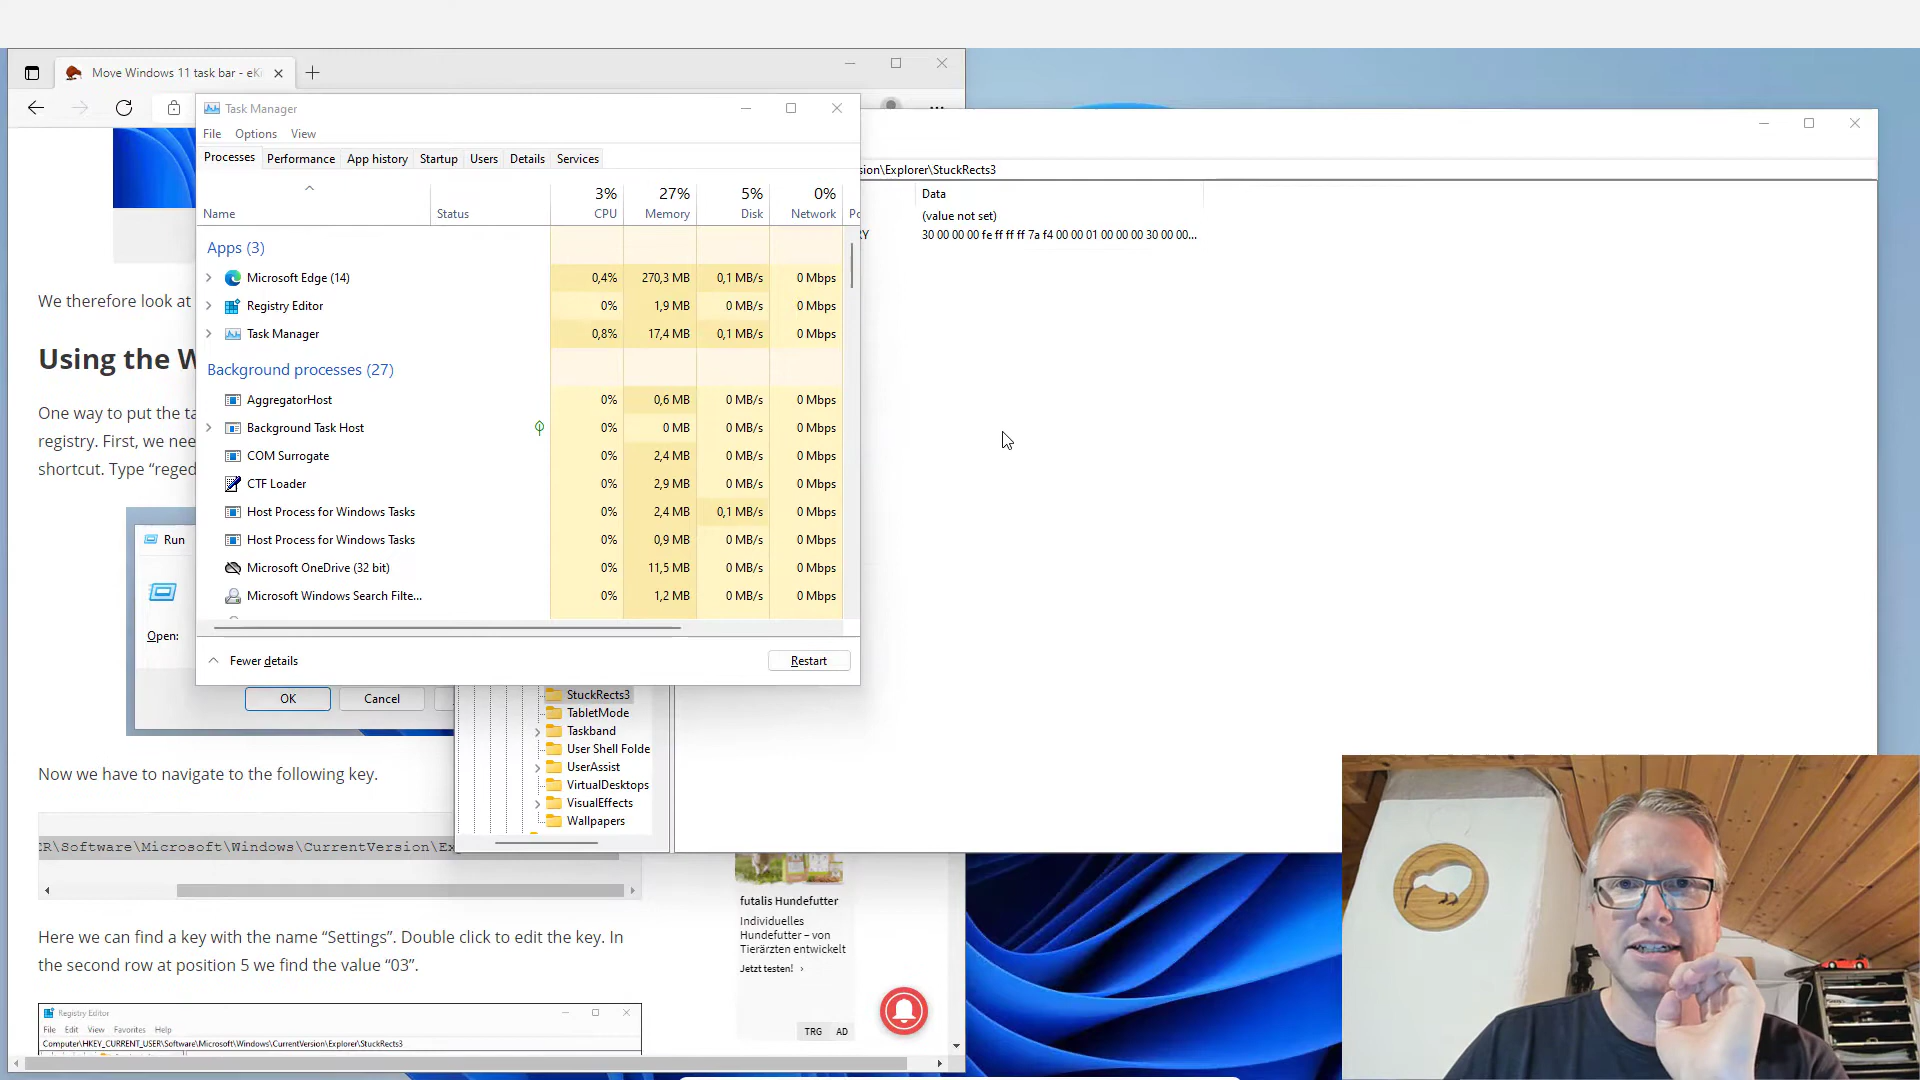 Move Windows 11 task bar - eKi
Task Manager
File Options View
Processes Performance App history Startup Users Details Services
3% 27% 5% 0%
Name Status CPU Memory Disk Network
Apps (3)
Microsoft Edge (14) 0,4% 270,3 MB 0,1 MB/s 0 Mbps
Registry Editor 0% 1,9 MB 0 MB/s 0 Mbps
Task Manager 0,8% 17,4 MB 0,1 MB/s 0 Mbps
Background processes (27)
AggregatorHost 0% 0,6 MB 0 MB/s 0 Mbps
Background Task Host 0% 0 MB 0 MB/s 0 Mbps
COM Surrogate 0% 2,4 MB 0 MB/s 0 Mbps
CTF Loader 0% 2,9 MB 0 MB/s 0 Mbps
Host Process for Windows Tasks 0% 2,4 MB 0,1 MB/s 0 Mbps
Host Process for Windows Tasks 0% 0,9 MB 0 MB/s 0 Mbps
Microsoft OneDrive (32 bit) 0% 11,5 MB 0 MB/s 0 Mbps
Microsoft Windows Search Filte... 0% 1,2 MB 0 MB/s 0 Mbps
Fewer details Restart
sion\Explorer\StuckRects3
Data
(value not set)
RY 30 00 00 00 fe ff ff ff 7a f4 00 00 01 00 00 00 30 00 00...
StuckRects3
TabletMode
Taskband
User Shell Folde
UserAssist
VirtualDesktops
VisualEffects
Wallpapers
We therefore look at
Using the W
One way to put the ta
registry. First, we nee
shortcut. Type “reged
Run
Open:
OK Cancel
Now we have to navigate to the following key.
ER\Software\Microsoft\Windows\CurrentVersion\Exp
Here we can find a key with the name “Settings”. Double click to edit the key. In
the second row at position 5 we find the value “03”.
Registry Editor
File Edit View Favorites Help
Computer\HKEY_CURRENT_USER\Software\Microsoft\Windows\CurrentVersion\Explorer\StuckRects3
futalis Hundefutter
Individuelles
Hundefutter – von
Tierärzten entwickelt
Jetzt testen! ›
TRG AD